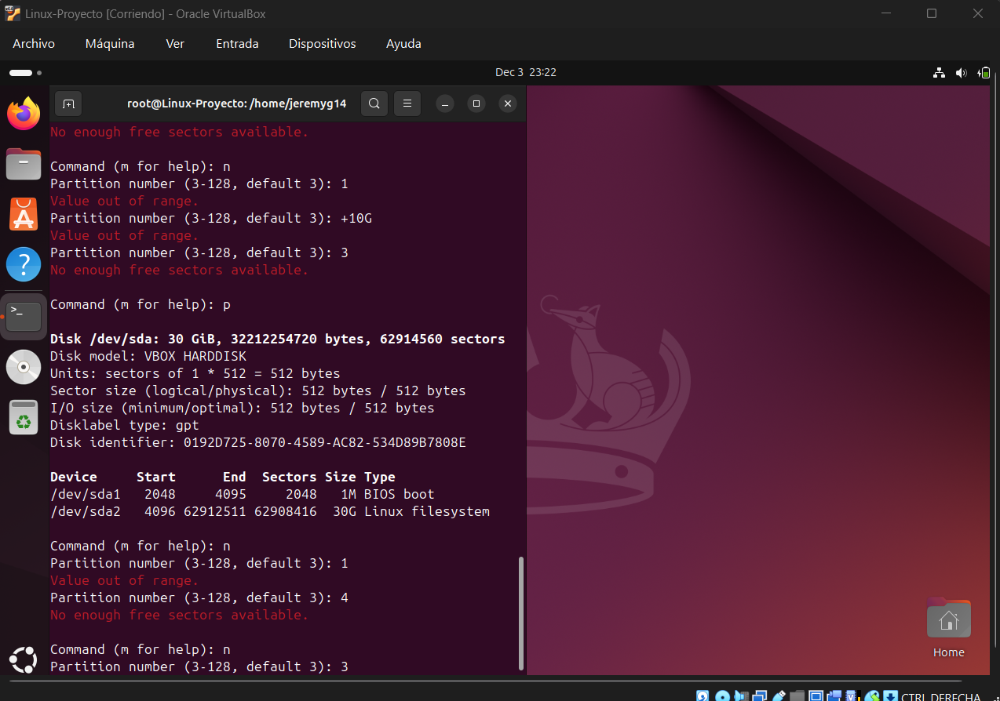 Linux-Proyecto [Corriendo] - Oracle VirtualBox
Archivo Máquina Ver Entrada Dispositivos Ayuda
Dec 3 23:22
root@Linux-Proyecto: /home/jeremyg14
No enough free sectors available.
Command (m for help): n
Partition number (3-128, default 3): 1
Value out of range.
Partition number (3-128, default 3): +10G
Value out of range.
Partition number (3-128, default 3): 3
No enough free sectors available.
Command (m for help): p
Disk /dev/sda: 30 GiB, 32212254720 bytes, 62914560 sectors
Disk model: VBOX HARDDISK
Units: sectors of 1 * 512 = 512 bytes
Sector size (logical/physical): 512 bytes / 512 bytes
I/O size (minimum/optimal): 512 bytes / 512 bytes
Disklabel type: gpt
Disk identifier: 0192D725-8070-4589-AC82-534D89B7808E
Device Start End Sectors Size Type
/dev/sda1 2048 4095 2048 1M BIOS boot
/dev/sda2 4096 62912511 62908416 30G Linux filesystem
Command (m for help): n
Partition number (3-128, default 3): 1
Value out of range.
Partition number (3-128, default 3): 4
No enough free sectors available.
Command (m for help): n
Partition number (3-128, default 3): 3
Home
CTRL DERECHA